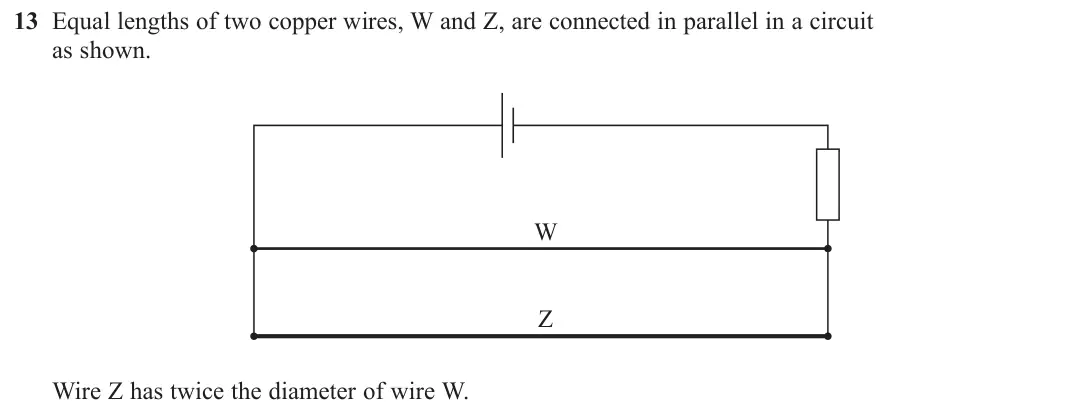 13 Equal lengths of two copper wires, W and Z, are connected in parallel in a circuit
as shown.
W
Z
Wire Z has twice the diameter of wire W.